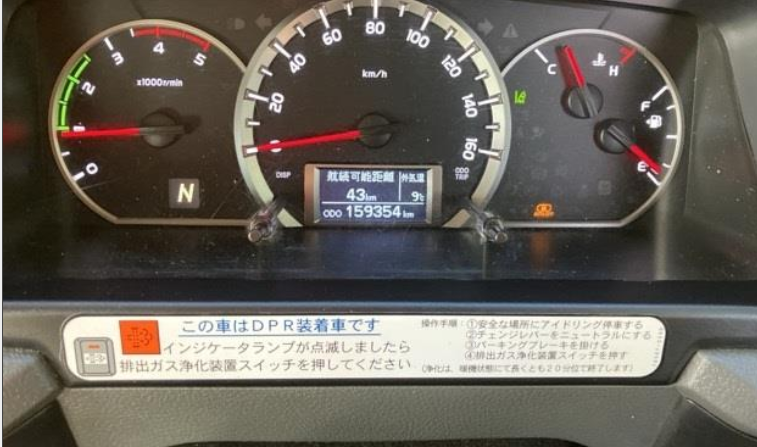 0
1
2
3
4
5
x1000r/min
N
0
20
40
60
80
100
120
140
160
km/h
DISP
ODO
TRIP
航続可能距離 外気温
43km 9℃
ODO 159354km
C
H
F
E
この車はDPR装着車です
インジケータランプが点滅しましたら
排出ガス浄化装置スイッチを押してください
操作手順:①安全な場所にアイドリング停車する
②チェンジレバーをニュートラルにする
③パーキングブレーキを掛ける
④排出ガス浄化装置スイッチを押す
(浄化は、暖機状態にて長くとも20分位で終了します)